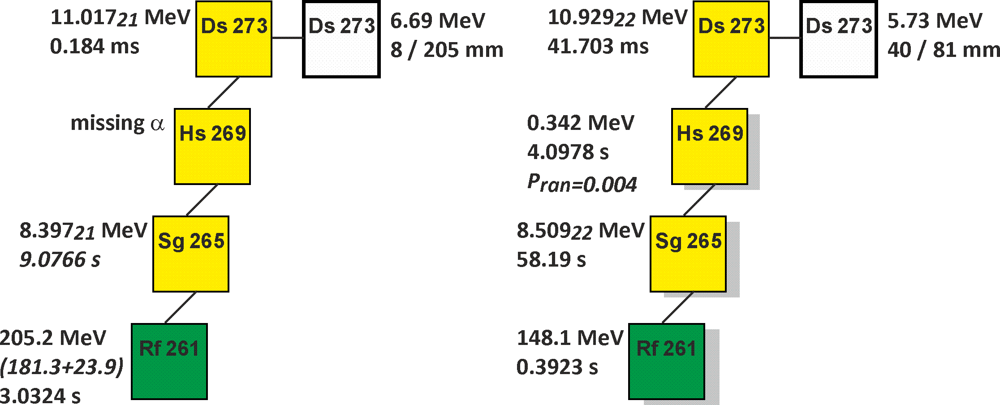 11.01721 MeV
0.184 ms
Ds 273
Ds 273
6.69 MeV
8 / 205 mm
missing α
Hs 269
8.39721 MeV
9.0766 s
Sg 265
205.2 MeV
(181.3+23.9)
3.0324 s
Rf 261
10.92922 MeV
41.703 ms
Ds 273
Ds 273
5.73 MeV
40 / 81 mm
0.342 MeV
4.0978 s
Pran=0.004
Hs 269
8.50922 MeV
58.19 s
Sg 265
148.1 MeV
0.3923 s
Rf 261